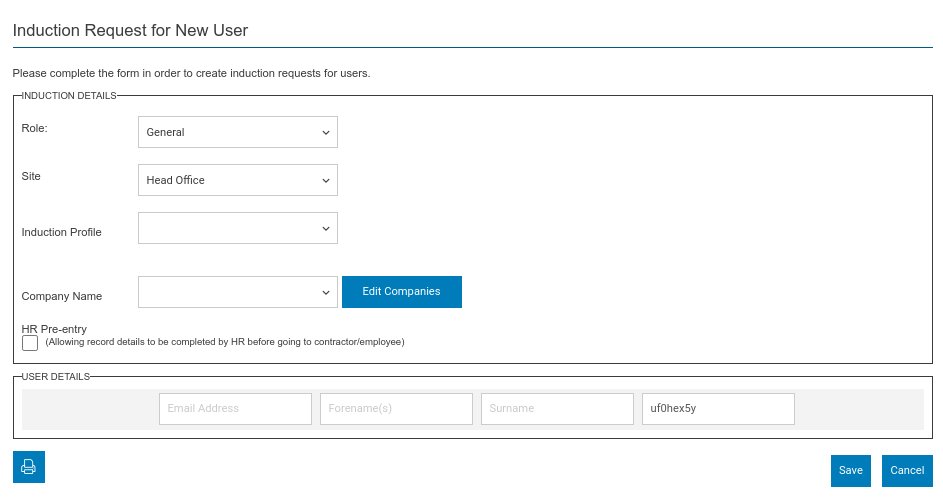 Induction Request for New User
Please complete the form in order to create induction requests for users.
INDUCTION DETAILS
Role:
General
Site
Head Office
Induction Profile
Company Name
Edit Companies
HR Pre-entry
(Allowing record details to be completed by HR before going to contractor/employee)
USER DETAILS
Email Address Forename(s) Surname uf0hex5y
Save Cancel